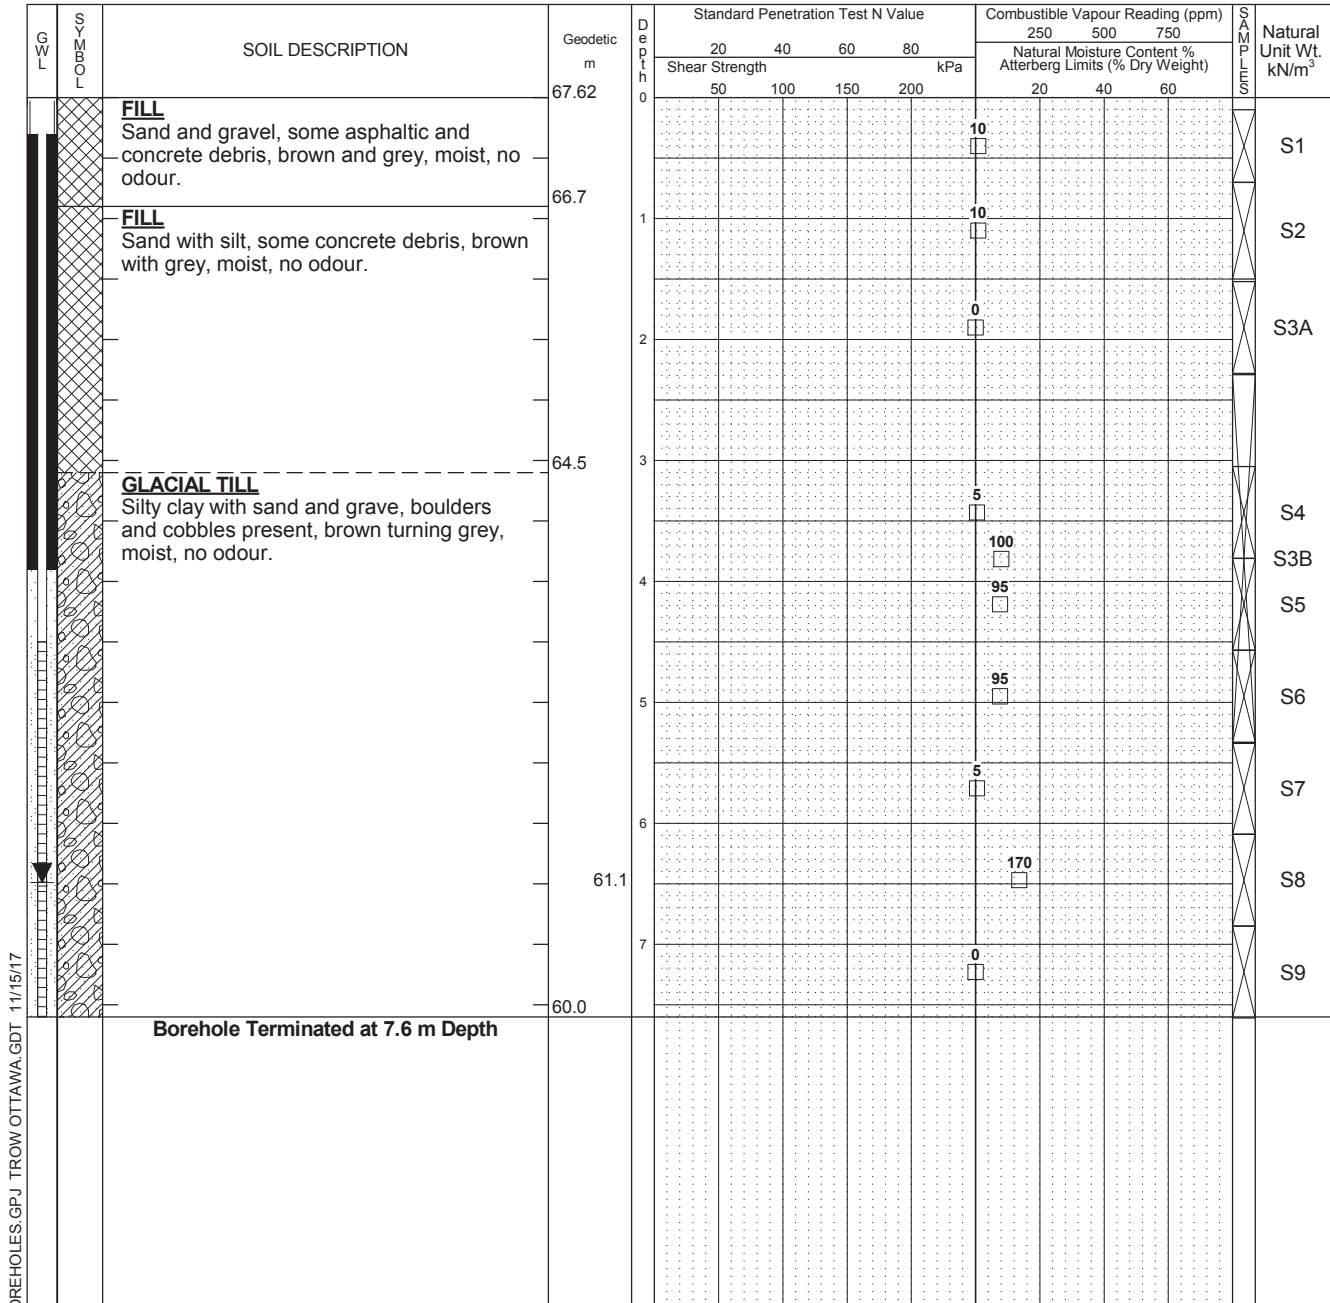 GWL
SYMBOL
SOIL DESCRIPTION
Geodetic
m
67.62
Depth
0
Standard Penetration Test N Value
20 40 60 80
Shear Strength kPa
50 100 150 200
Combustible Vapour Reading (ppm)
250 500 750
Natural Moisture Content %
Atterberg Limits (% Dry Weight)
20 40 60
SAMPLES
Natural
Unit Wt.
kN/m³
FILL
Sand and gravel, some asphaltic and
concrete debris, brown and grey, moist, no
odour.
10
S1
66.7
FILL
Sand with silt, some concrete debris, brown
with grey, moist, no odour.
1
10
S2
0
S3A
2
3
64.5
GLACIAL TILL
Silty clay with sand and grave, boulders
and cobbles present, brown turning grey,
moist, no odour.
5
S4
100
S3B
4
95
S5
95
S6
5
5
S7
6
170
61.1
S8
7
0
S9
60.0
Borehole Terminated at 7.6 m Depth
OREHOLES.GPJ TROW OTTAWA.GDT 11/15/17